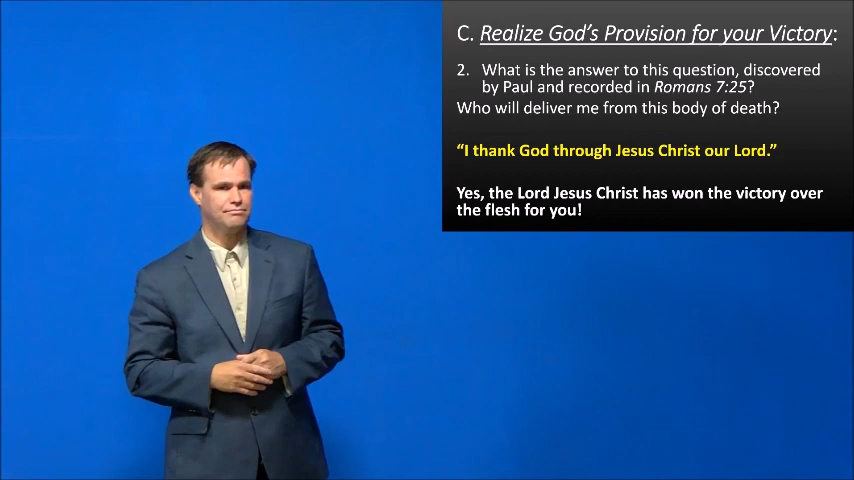 C. Realize God's Provision for your Victory:
2. What is the answer to this question, discovered
by Paul and recorded in Romans 7:25?
Who will deliver me from this body of death?
“I thank God through Jesus Christ our Lord.”
Yes, the Lord Jesus Christ has won the victory over
the flesh for you!